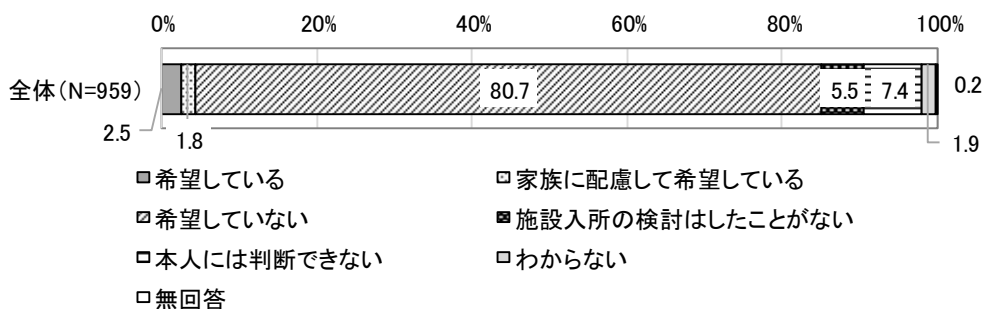 0% 20% 40% 60% 80% 100%
全体(N=959) 80.7 5.5 7.4 0.2
2.5 1.8 1.9
希望している 家族に配慮して希望している
希望していない 施設入所の検討はしたことがない
本人には判断できない わからない
無回答